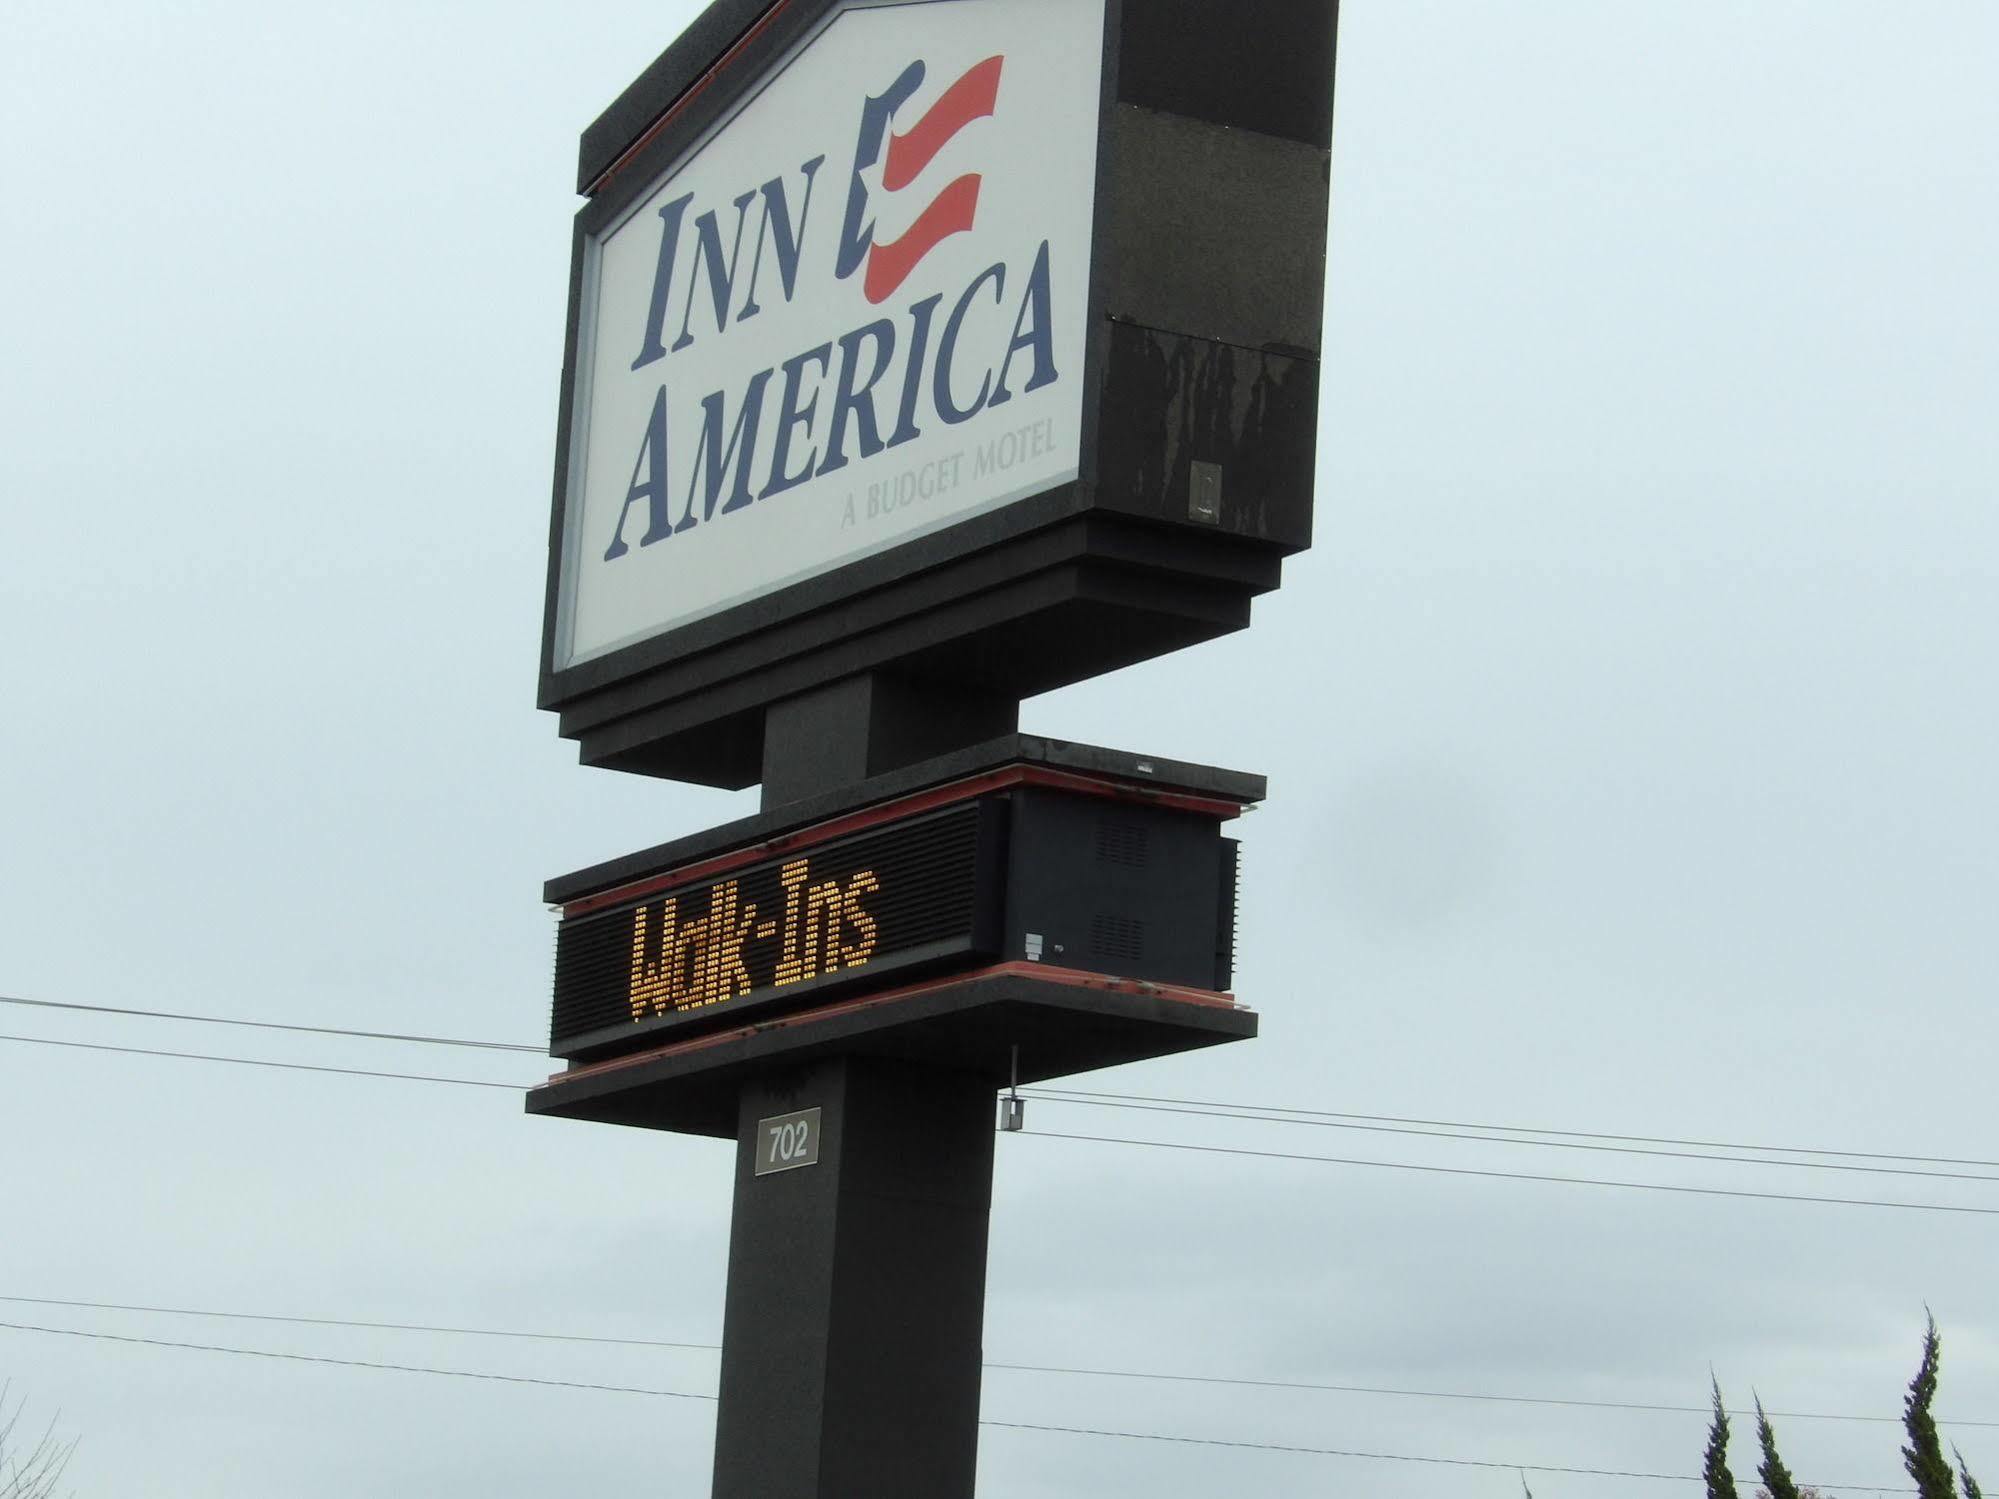 INN
AMERICA
A BUDGET MOTEL
Walk-Ins
702